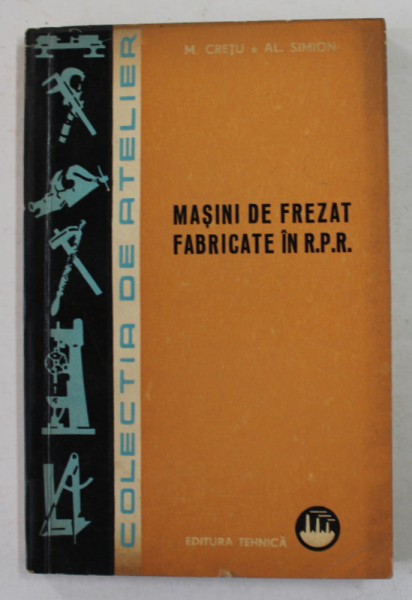 M. CREȚU • AL. SIMION
MAȘINI DE FREZAT
FABRICATE ÎN R.P.R.
COLECȚIA DE ATELIER
EDITURA TEHNICĂ